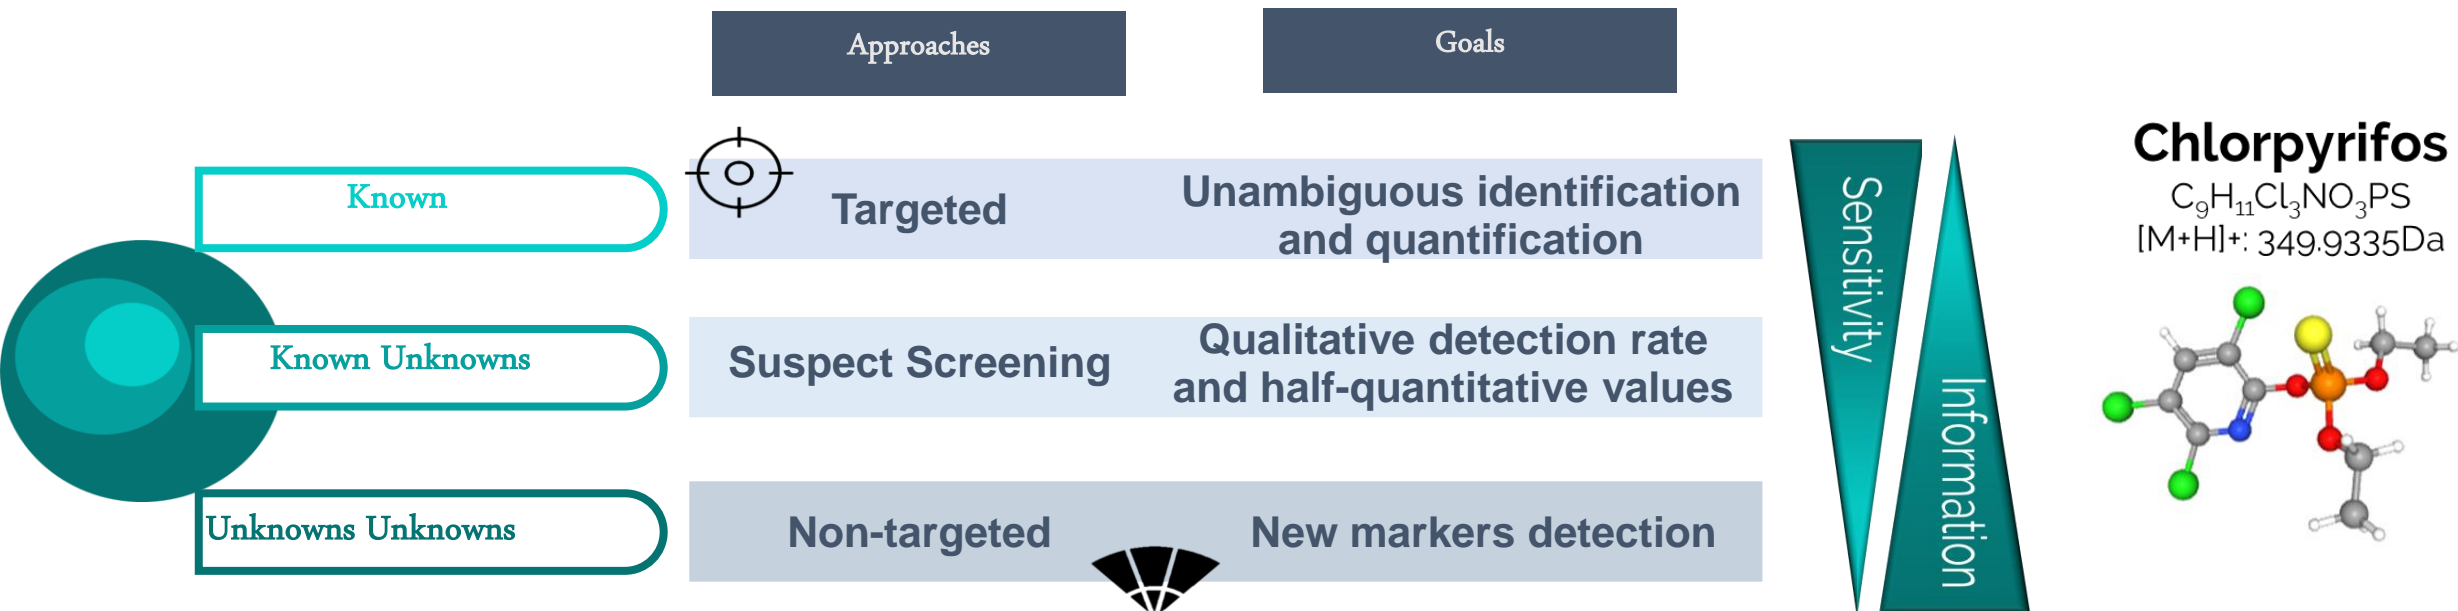 Approaches
Goals
Known
Targeted
Unambiguous identification
and quantification
Known Unknowns
Suspect Screening
Qualitative detection rate
and half-quantitative values
Unknowns Unknowns
Non-targeted
New markers detection
Sensitivity
Information
Chlorpyrifos
C₉H₁₁Cl₃NO₃PS
[M+H]+: 349.9335Da